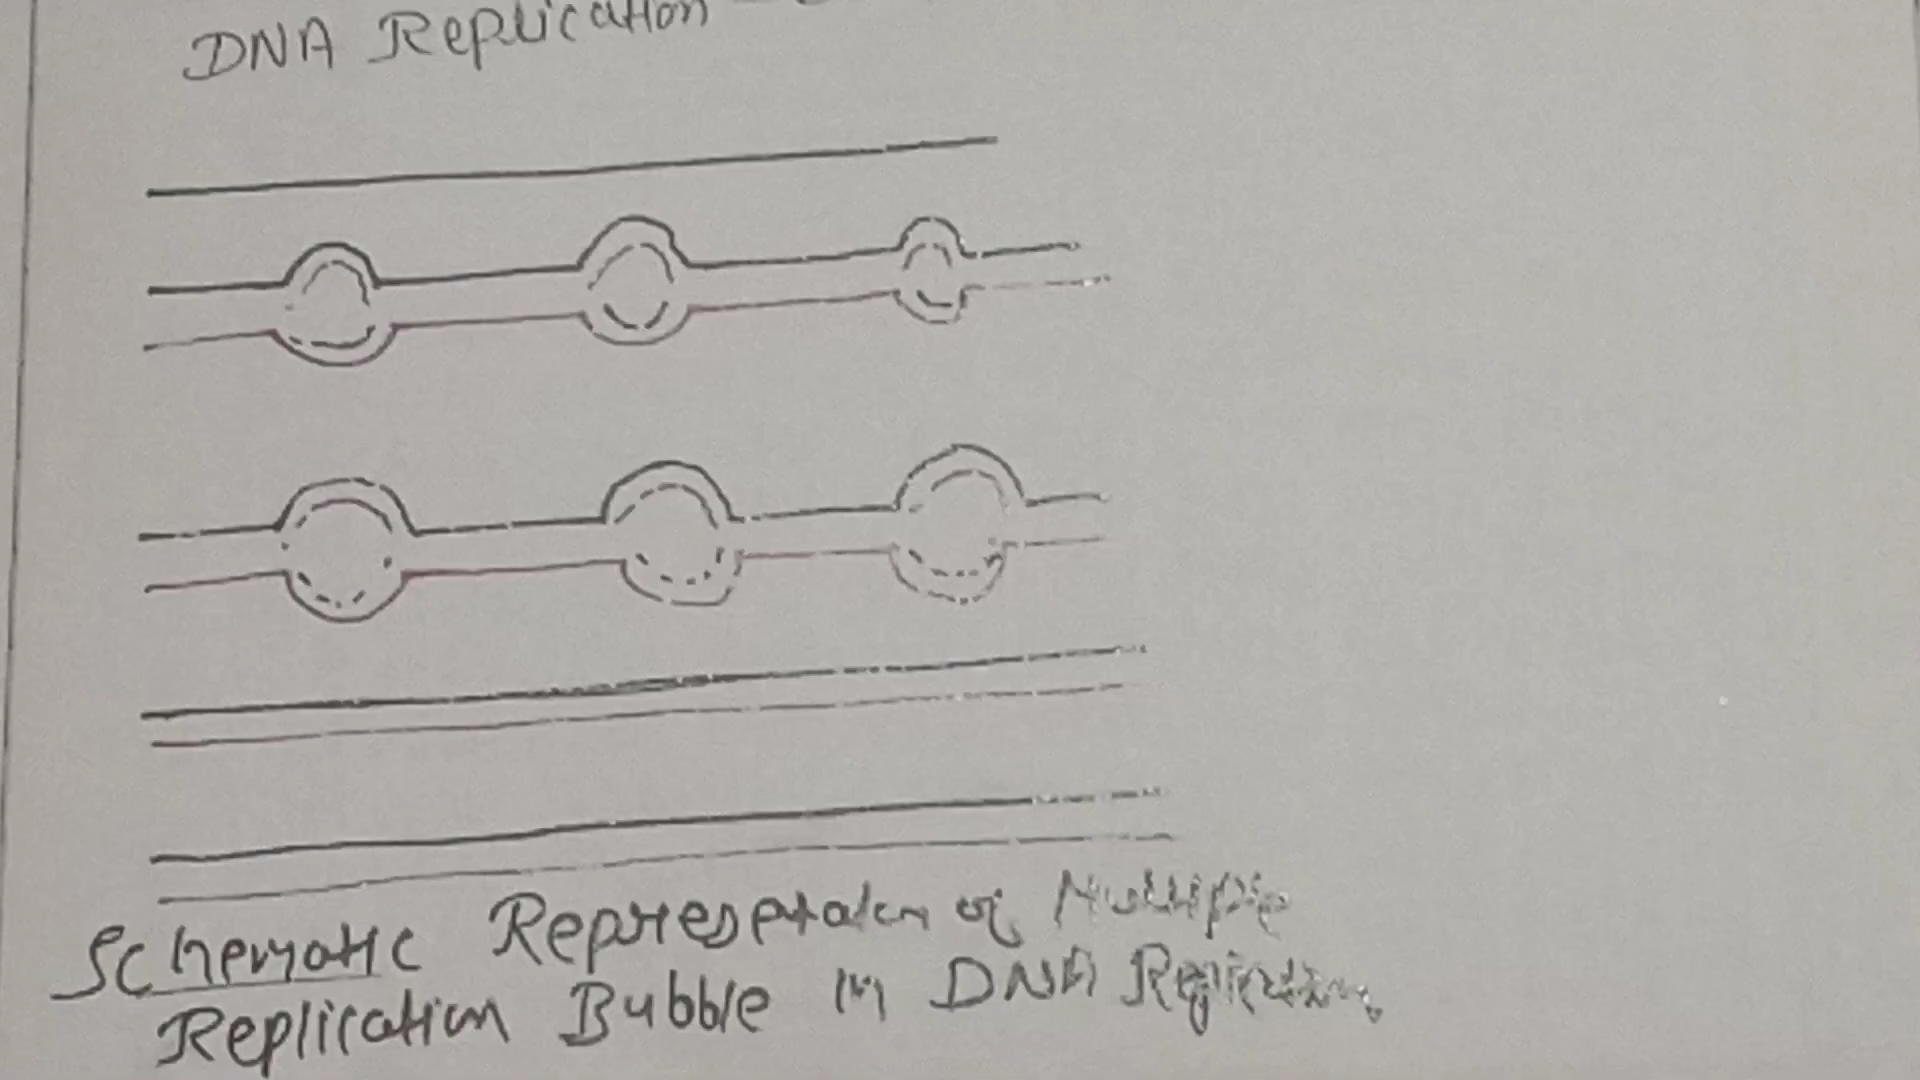 DNA Replication
Schematic Representation of Multiple
Replication Bubble in DNA Replication